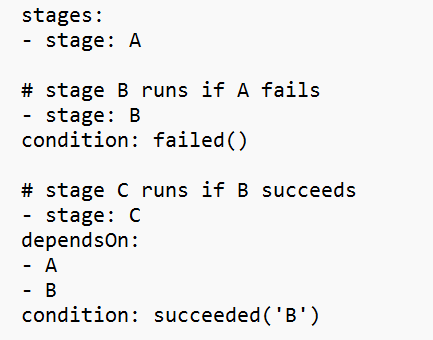 stages:
- stage: A
# stage B runs if A fails
- stage: B
condition: failed()
# stage C runs if B succeeds
- stage: C
dependsOn:
- A
- B
condition: succeeded('B')